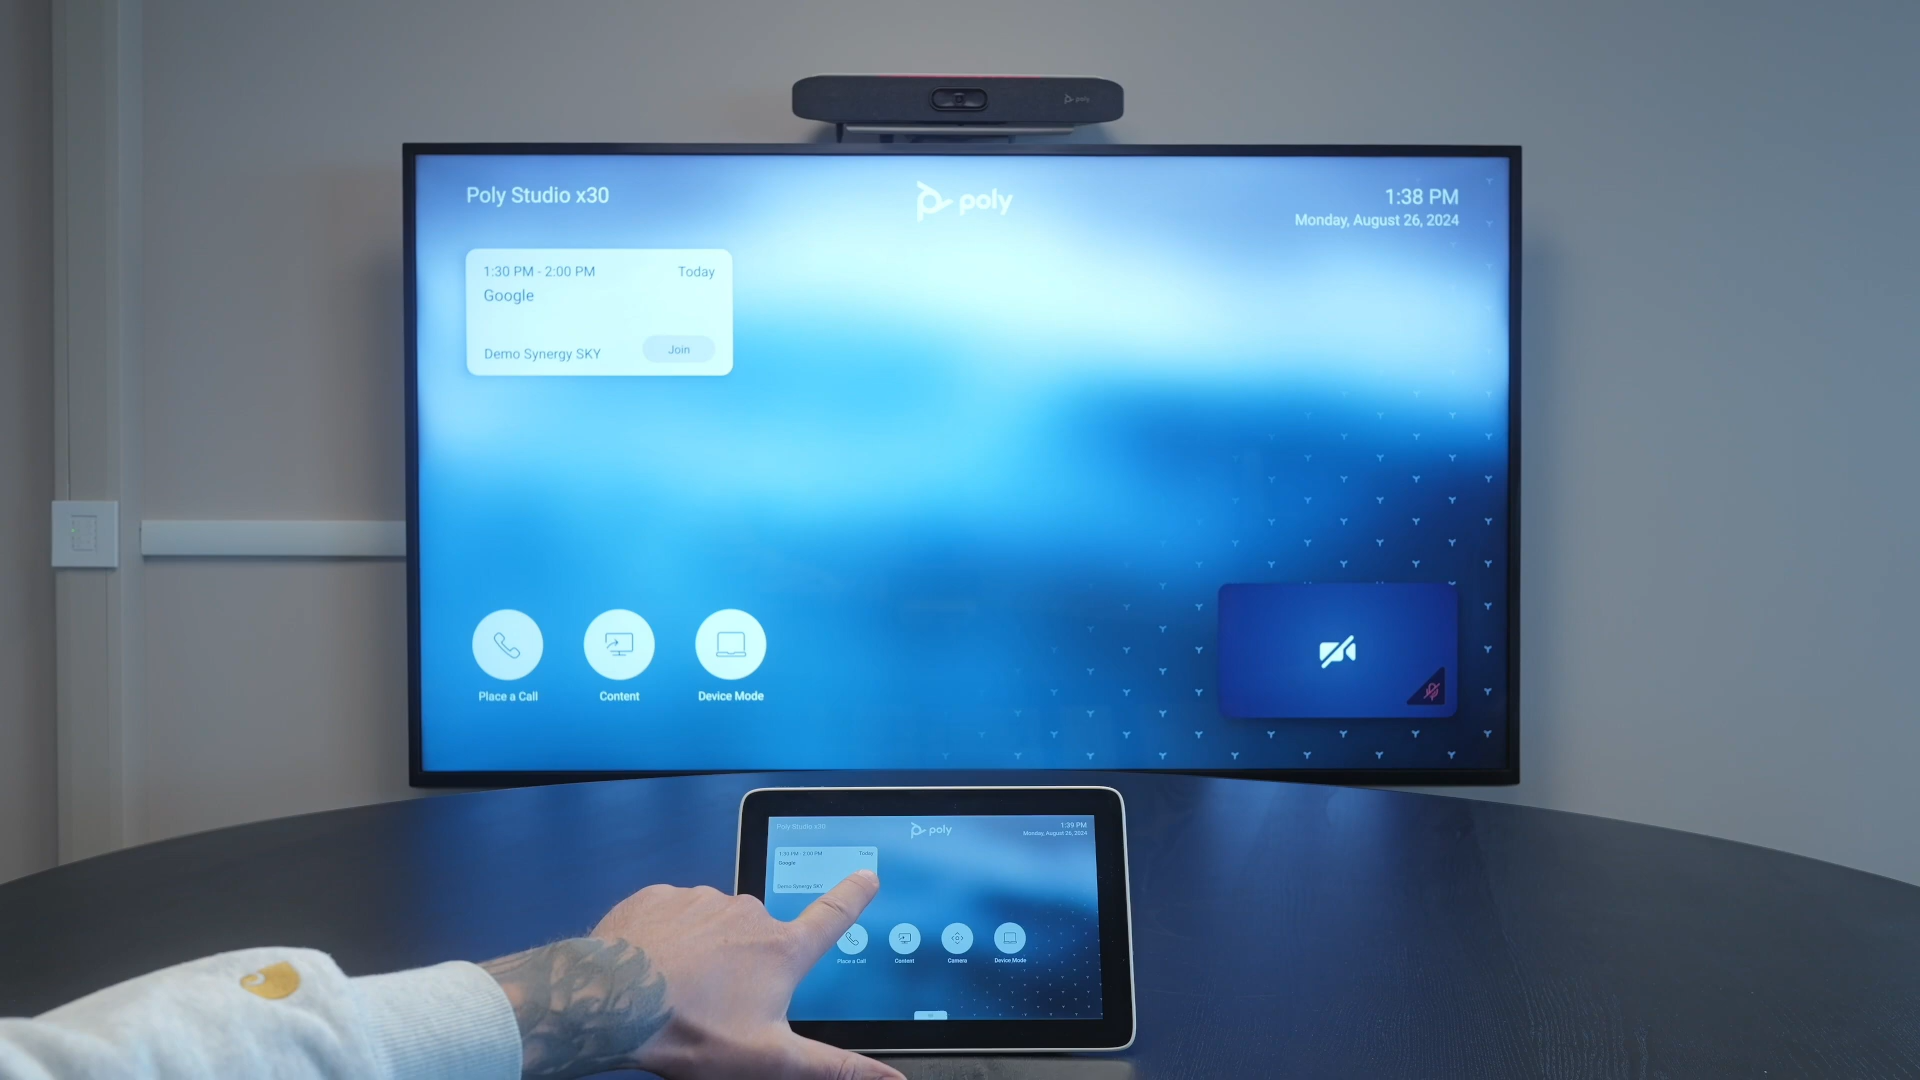 poly
Poly Studio x30
poly
1:38 PM
Monday, August 26, 2024
1:30 PM - 2:00 PM
Today
Google
Demo Synergy SKY
Join
Place a Call
Content
Device Mode
Poly Studio x30
poly
1:39 PM
Monday, August 26, 2024
1:30 PM - 2:00 PM
Today
Google
Demo Synergy SKY
Place a Call
Content
Camera
Device Mode